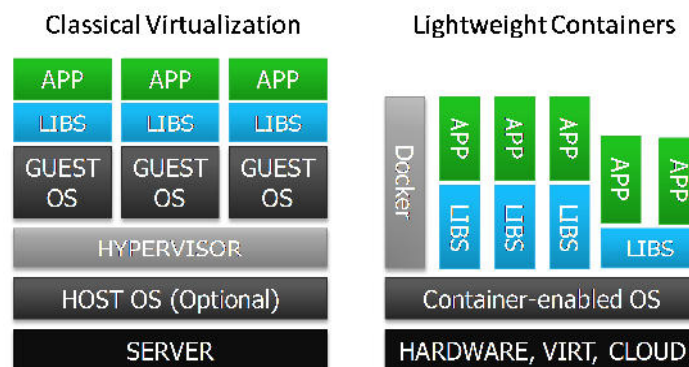 Classical Virtualization
APP APP APP
LIBS LIBS LIBS
GUEST OS GUEST OS GUEST OS
HYPERVISOR
HOST OS (Optional)
SERVER
Lightweight Containers
Docker
APP APP APP APP APP
LIBS LIBS LIBS LIBS
Container-enabled OS
HARDWARE, VIRT, CLOUD